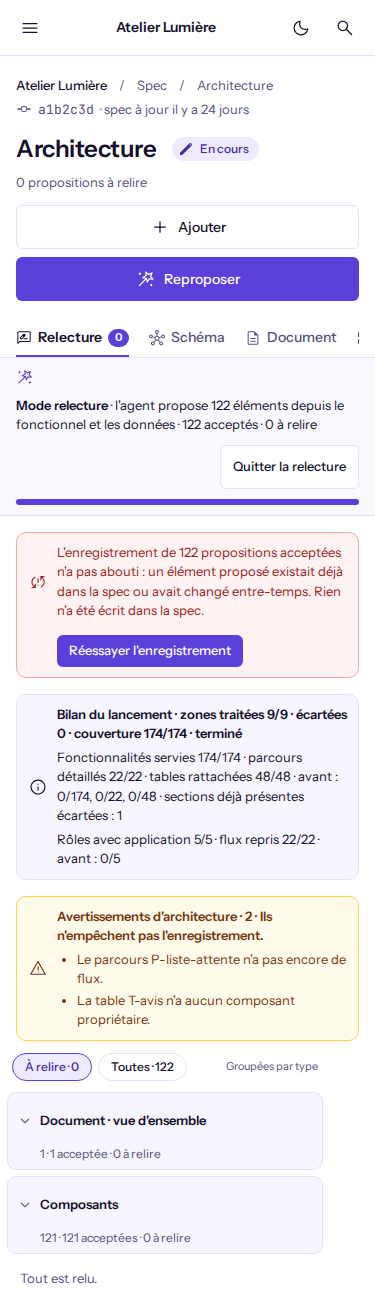 Atelier Lumière
Atelier Lumière / Spec / Architecture
a1b2c3d · spec à jour il y a 24 jours
Architecture En cours
0 propositions à relire
Ajouter
Reproposer
Relecture 0 Schéma Document
Mode relecture · l'agent propose 122 éléments depuis le
fonctionnel et les données · 122 acceptés · 0 à relire
Quitter la relecture
L'enregistrement de 122 propositions acceptées
n'a pas abouti : un élément proposé existait déjà
dans la spec ou avait changé entre-temps. Rien
n'a été écrit dans la spec.
Réessayer l'enregistrement
Bilan du lancement · zones traitées 9/9 · écartées
0 · couverture 174/174 · terminé
Fonctionnalités servies 174/174 · parcours
détaillés 22/22 · tables rattachées 48/48 · avant :
0/174, 0/22, 0/48 · sections déjà présentes
écartées : 1
Rôles avec application 5/5 · flux repris 22/22 ·
avant : 0/5
Avertissements d'architecture · 2 · Ils
n'empêchent pas l'enregistrement.
• Le parcours P-liste-attente n'a pas encore de
flux.
• La table T-avis n'a aucun composant
propriétaire.
À relire · 0 Toutes · 122 Groupées par type
Document · vue d'ensemble
1 · 1 acceptée · 0 à relire
Composants
121 · 121 acceptées · 0 à relire
Tout est relu.